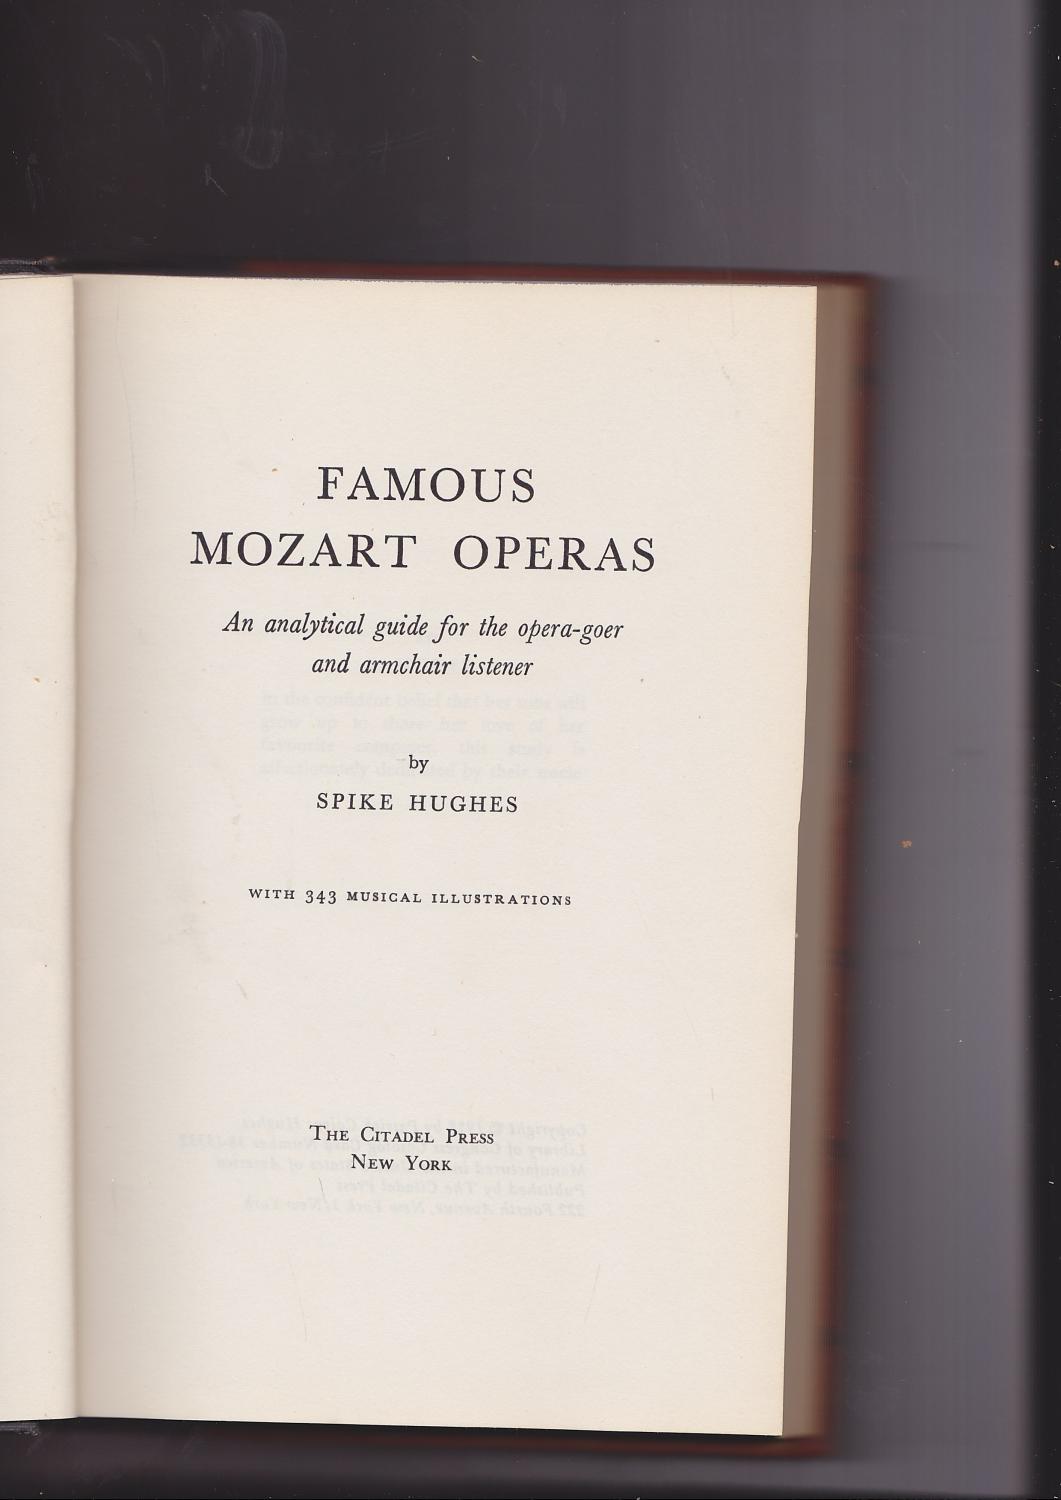 FAMOUS
MOZART OPERAS
An analytical guide for the opera-goer
and armchair listener
by
SPIKE HUGHES
WITH 343 MUSICAL ILLUSTRATIONS
THE CITADEL PRESS
NEW YORK